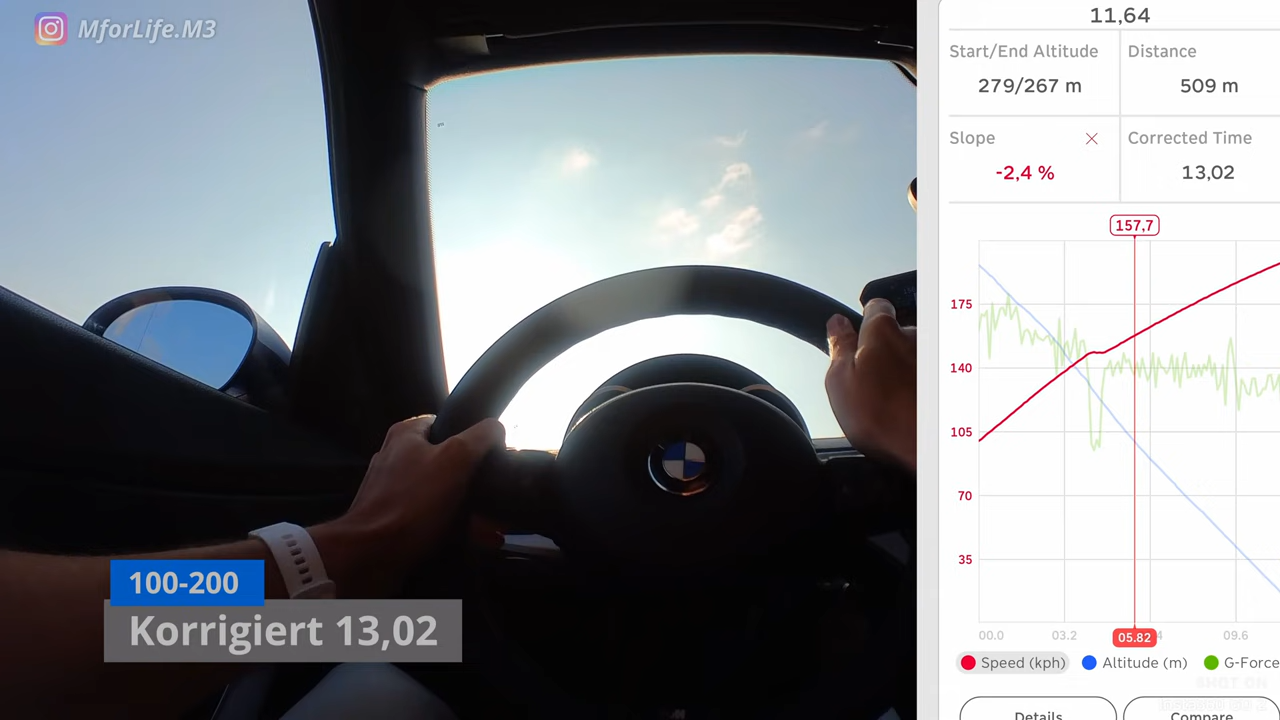 MforLife.M3
11,64
Start/End Altitude
Distance
279/267 m
509 m
Slope
Corrected Time
-2,4 %
13,02
157,7
175
140
105
70
35
00.0
03.2
05.82
09.6
Speed (kph)
Altitude (m)
G-Force
SHOT ON
Details
Compare
100-200
Korrigiert 13,02